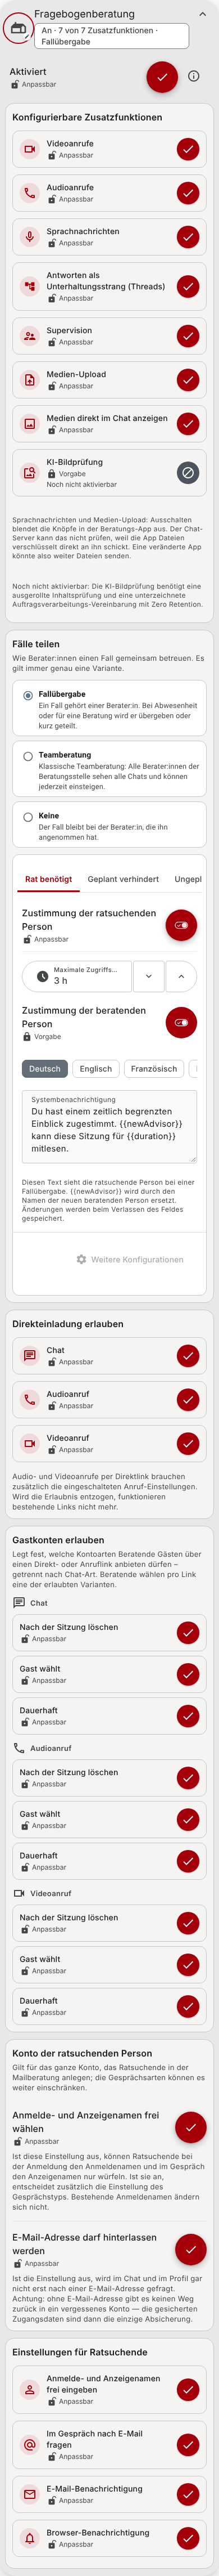 Fragebogenberatung
An · 7 von 7 Zusatzfunktionen ·
Fallübergabe
Aktiviert
Anpassbar
Konfigurierbare Zusatzfunktionen
Videoanrufe
Anpassbar
Audioanrufe
Anpassbar
Sprachnachrichten
Anpassbar
Antworten als
Unterhaltungsstrang (Threads)
Anpassbar
Supervision
Anpassbar
Medien-Upload
Anpassbar
Medien direkt im Chat anzeigen
Anpassbar
KI-Bildprüfung
Vorgabe
Noch nicht aktivierbar
Sprachnachrichten und Medien-Upload: Ausschalten
blendet die Knöpfe in der Beratungs-App aus. Der Chat-
Server kann das nicht prüfen, weil die App Dateien
verschlüsselt direkt an ihn schickt. Eine veränderte App
könnte also weiter Dateien senden.
Noch nicht aktivierbar: Die KI-Bildprüfung benötigt eine
ausgerollte Inhaltsprüfung und eine unterzeichnete
Auftragsverarbeitungs-Vereinbarung mit Zero Retention.
Fälle teilen
Wie Berater:innen einen Fall gemeinsam betreuen. Es
gilt immer genau eine Variante.
Fallübergabe
Ein Fall gehört einer Berater:in. Bei Abwesenheit
oder für eine Beratung wird er übergeben oder
kurz geteilt.
Teamberatung
Klassische Teamberatung: Alle Berater:innen der
Beratungsstelle sehen alle Chats und können
jederzeit einsteigen.
Keine
Der Fall bleibt bei der Berater:in, die ihn
angenommen hat.
Rat benötigt Geplant verhindert Ungepl
Zustimmung der ratsuchenden
Person
Anpassbar
Maximale Zugriffs...
3 h
Zustimmung der beratenden
Person
Vorgabe
Deutsch Englisch Französisch
Systembenachrichtigung
Du hast einem zeitlich begrenzten
Einblick zugestimmt. {{newAdvisor}}
kann diese Sitzung für {{duration}}
mitlesen.
Diesen Text sieht die ratsuchende Person bei einer
Fallübergabe. {{newAdvisor}} wird durch den
Namen der neuen beratenden Person ersetzt.
Änderungen werden beim Verlassen des Feldes
gespeichert.
Weitere Konfigurationen
Direkteinladung erlauben
Chat
Anpassbar
Audioanruf
Anpassbar
Videoanruf
Anpassbar
Audio- und Videoanrufe per Direktlink brauchen
zusätzlich die eingeschalteten Anruf-Einstellungen.
Wird die Erlaubnis entzogen, funktionieren
bestehende Links nicht mehr.
Gastkonten erlauben
Legt fest, welche Kontoarten Beratende Gästen über
einen Direkt- oder Anruflink anbieten dürfen –
getrennt nach Chat-Art. Beratende wählen pro Link
eine der erlaubten Varianten.
Chat
Nach der Sitzung löschen
Anpassbar
Gast wählt
Anpassbar
Dauerhaft
Anpassbar
Audioanruf
Nach der Sitzung löschen
Anpassbar
Gast wählt
Anpassbar
Dauerhaft
Anpassbar
Videoanruf
Nach der Sitzung löschen
Anpassbar
Gast wählt
Anpassbar
Dauerhaft
Anpassbar
Konto der ratsuchenden Person
Gilt für das ganze Konto, das Ratsuchende in der
Mailberatung anlegen; die Gesprächsarten können es
weiter einschränken.
Anmelde- und Anzeigenamen frei
wählen
Anpassbar
Ist diese Einstellung aus, können Ratsuchende bei
der Anmeldung den Anmeldenamen und im Gespräch
den Anzeigenamen nur würfeln. Ist sie an,
entscheidet zusätzlich die Einstellung des
Gesprächstyps. Bestehende Anmeldenamen ändern
sich nicht.
E-Mail-Adresse darf hinterlassen
werden
Anpassbar
Ist die Einstellung aus, wird im Chat und im Profil gar
nicht erst nach einer E-Mail-Adresse gefragt.
Achtung: ohne E-Mail-Adresse gibt es keinen Weg
zurück in ein vergessenes Konto — die gesicherten
Zugangsdaten sind dann die einzige Absicherung.
Einstellungen für Ratsuchende
Anmelde- und Anzeigenamen
frei eingeben
Anpassbar
Im Gespräch nach E-Mail
fragen
Anpassbar
E-Mail-Benachrichtigung
Anpassbar
Browser-Benachrichtigung
Anpassbar